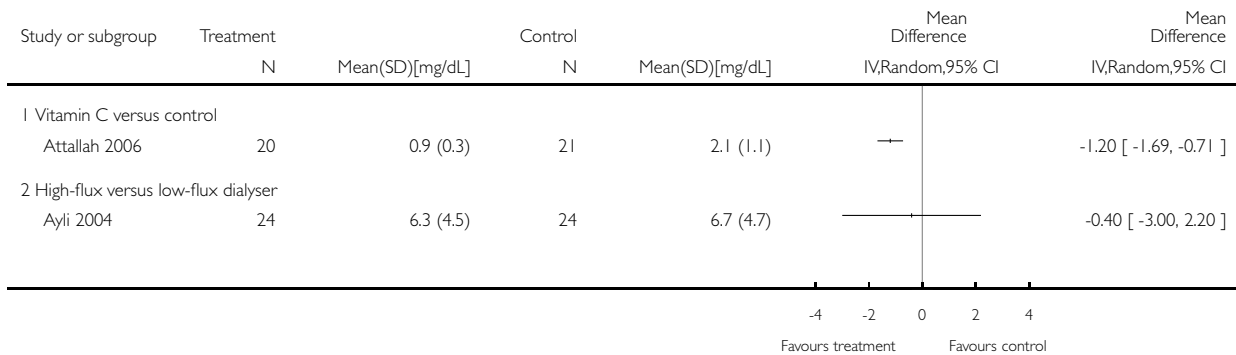 Study or subgroup Treatment Control Mean Difference Mean Difference
N Mean(SD)[mg/dL] N Mean(SD)[mg/dL] IV,Random,95% CI IV,Random,95% CI
1 Vitamin C versus control
Attallah 2006 20 0.9 (0.3) 21 2.1 (1.1) -1.20 [ -1.69, -0.71 ]
2 High-flux versus low-flux dialyser
Ayli 2004 24 6.3 (4.5) 24 6.7 (4.7) -0.40 [ -3.00, 2.20 ]
-4 -2 0 2 4
Favours treatment Favours control